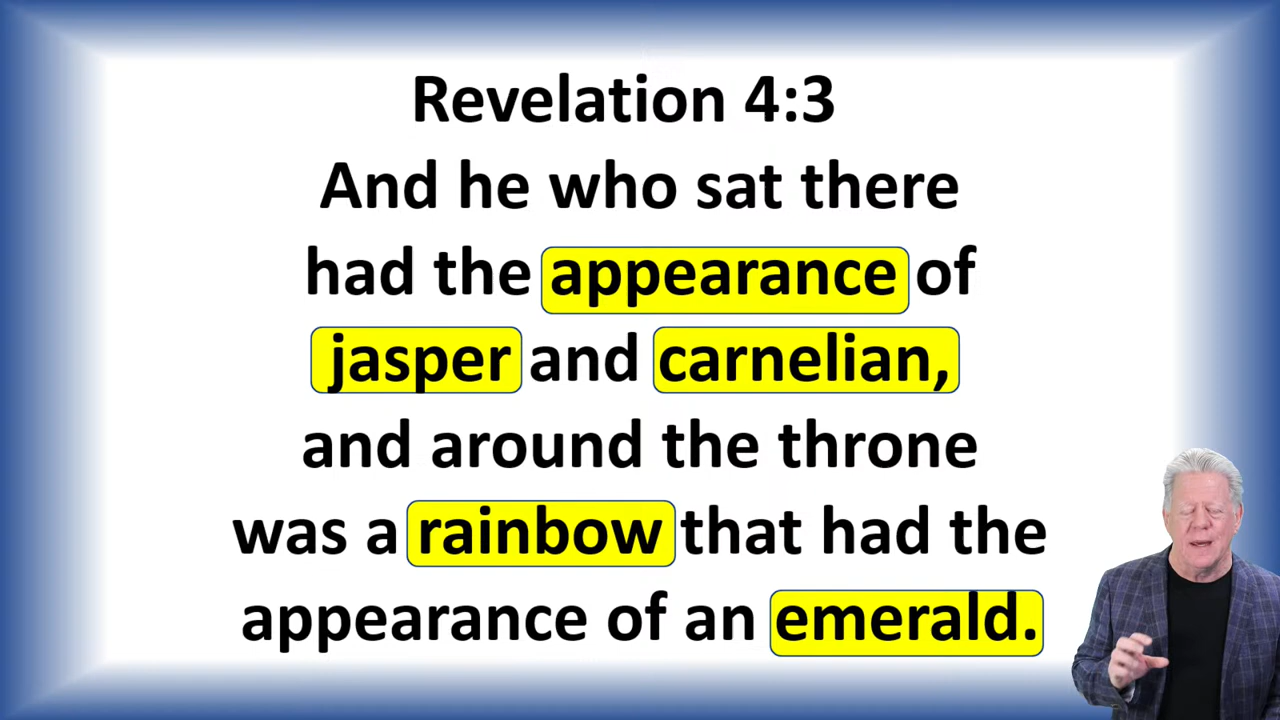 Revelation 4:3
And he who sat there
had the appearance of
jasper and carnelian,
and around the throne
was a rainbow that had the
appearance of an emerald.